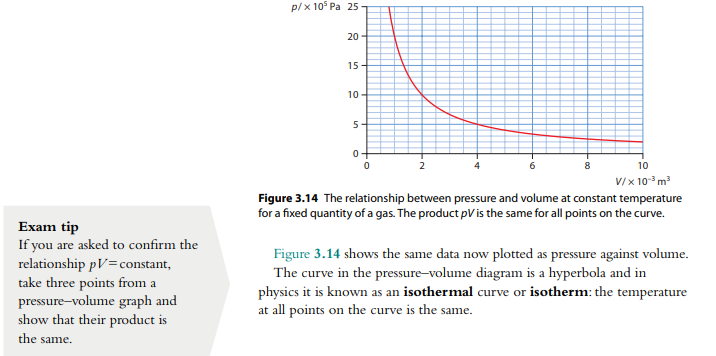 p/ × 10⁵ Pa 25
20
15
10
5
0
0 2 4 6 8 10
V/ × 10⁻³ m³
Figure 3.14 The relationship between pressure and volume at constant temperature
for a fixed quantity of a gas. The product pV is the same for all points on the curve.
Exam tip
If you are asked to confirm the
relationship pV=constant,
take three points from a
pressure–volume graph and
show that their product is
the same.
Figure 3.14 shows the same data now plotted as pressure against volume.
The curve in the pressure–volume diagram is a hyperbola and in
physics it is known as an isothermal curve or isotherm: the temperature
at all points on the curve is the same.